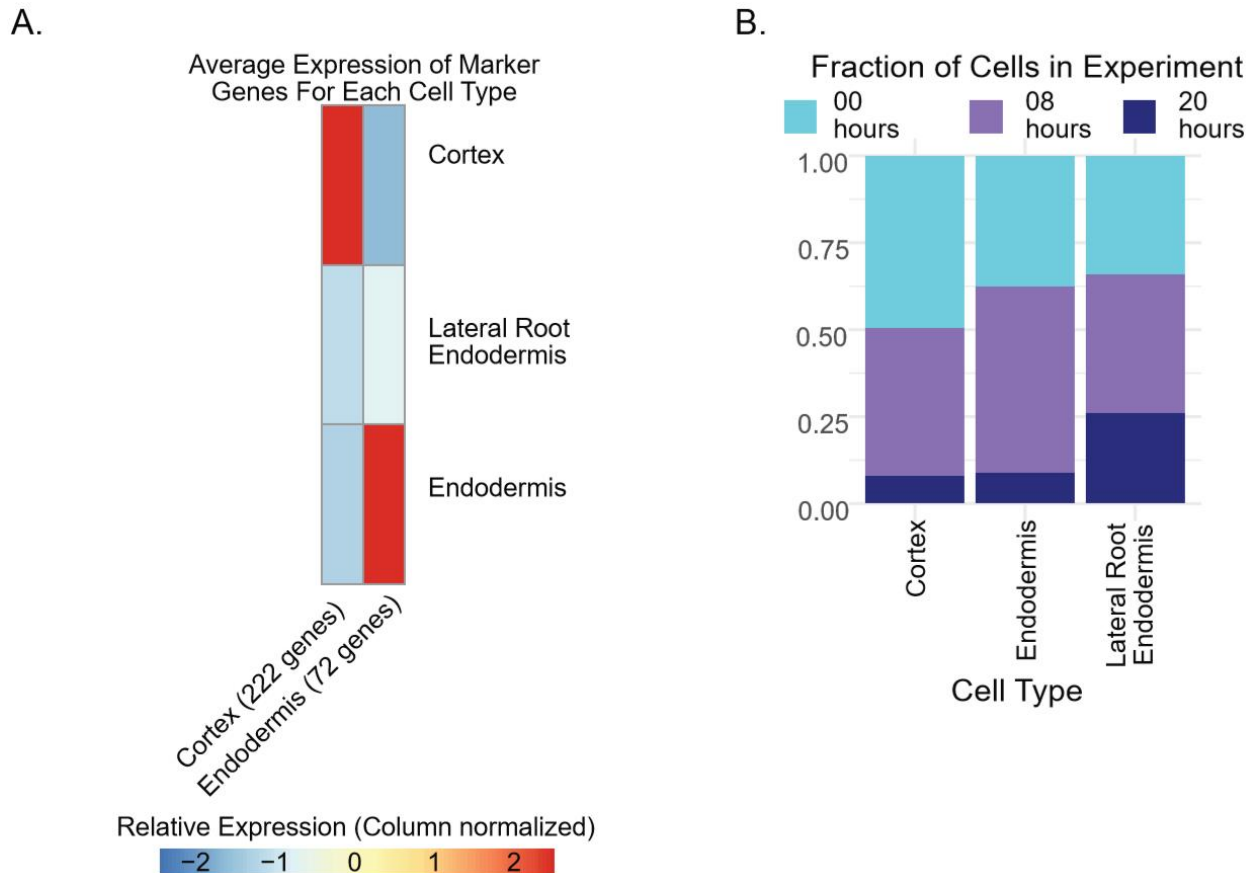 A.
Average Expression of Marker
Genes For Each Cell Type
Cortex
Lateral Root
Endodermis
Endodermis
Cortex (222 genes)
Endodermis (72 genes)
Relative Expression (Column normalized)
−2 −1 0 1 2
B.
Fraction of Cells in Experiment
00 hours
08 hours
20 hours
1.00
0.75
0.50
0.25
0.00
Cortex
Endodermis
Lateral Root
Endodermis
Cell Type